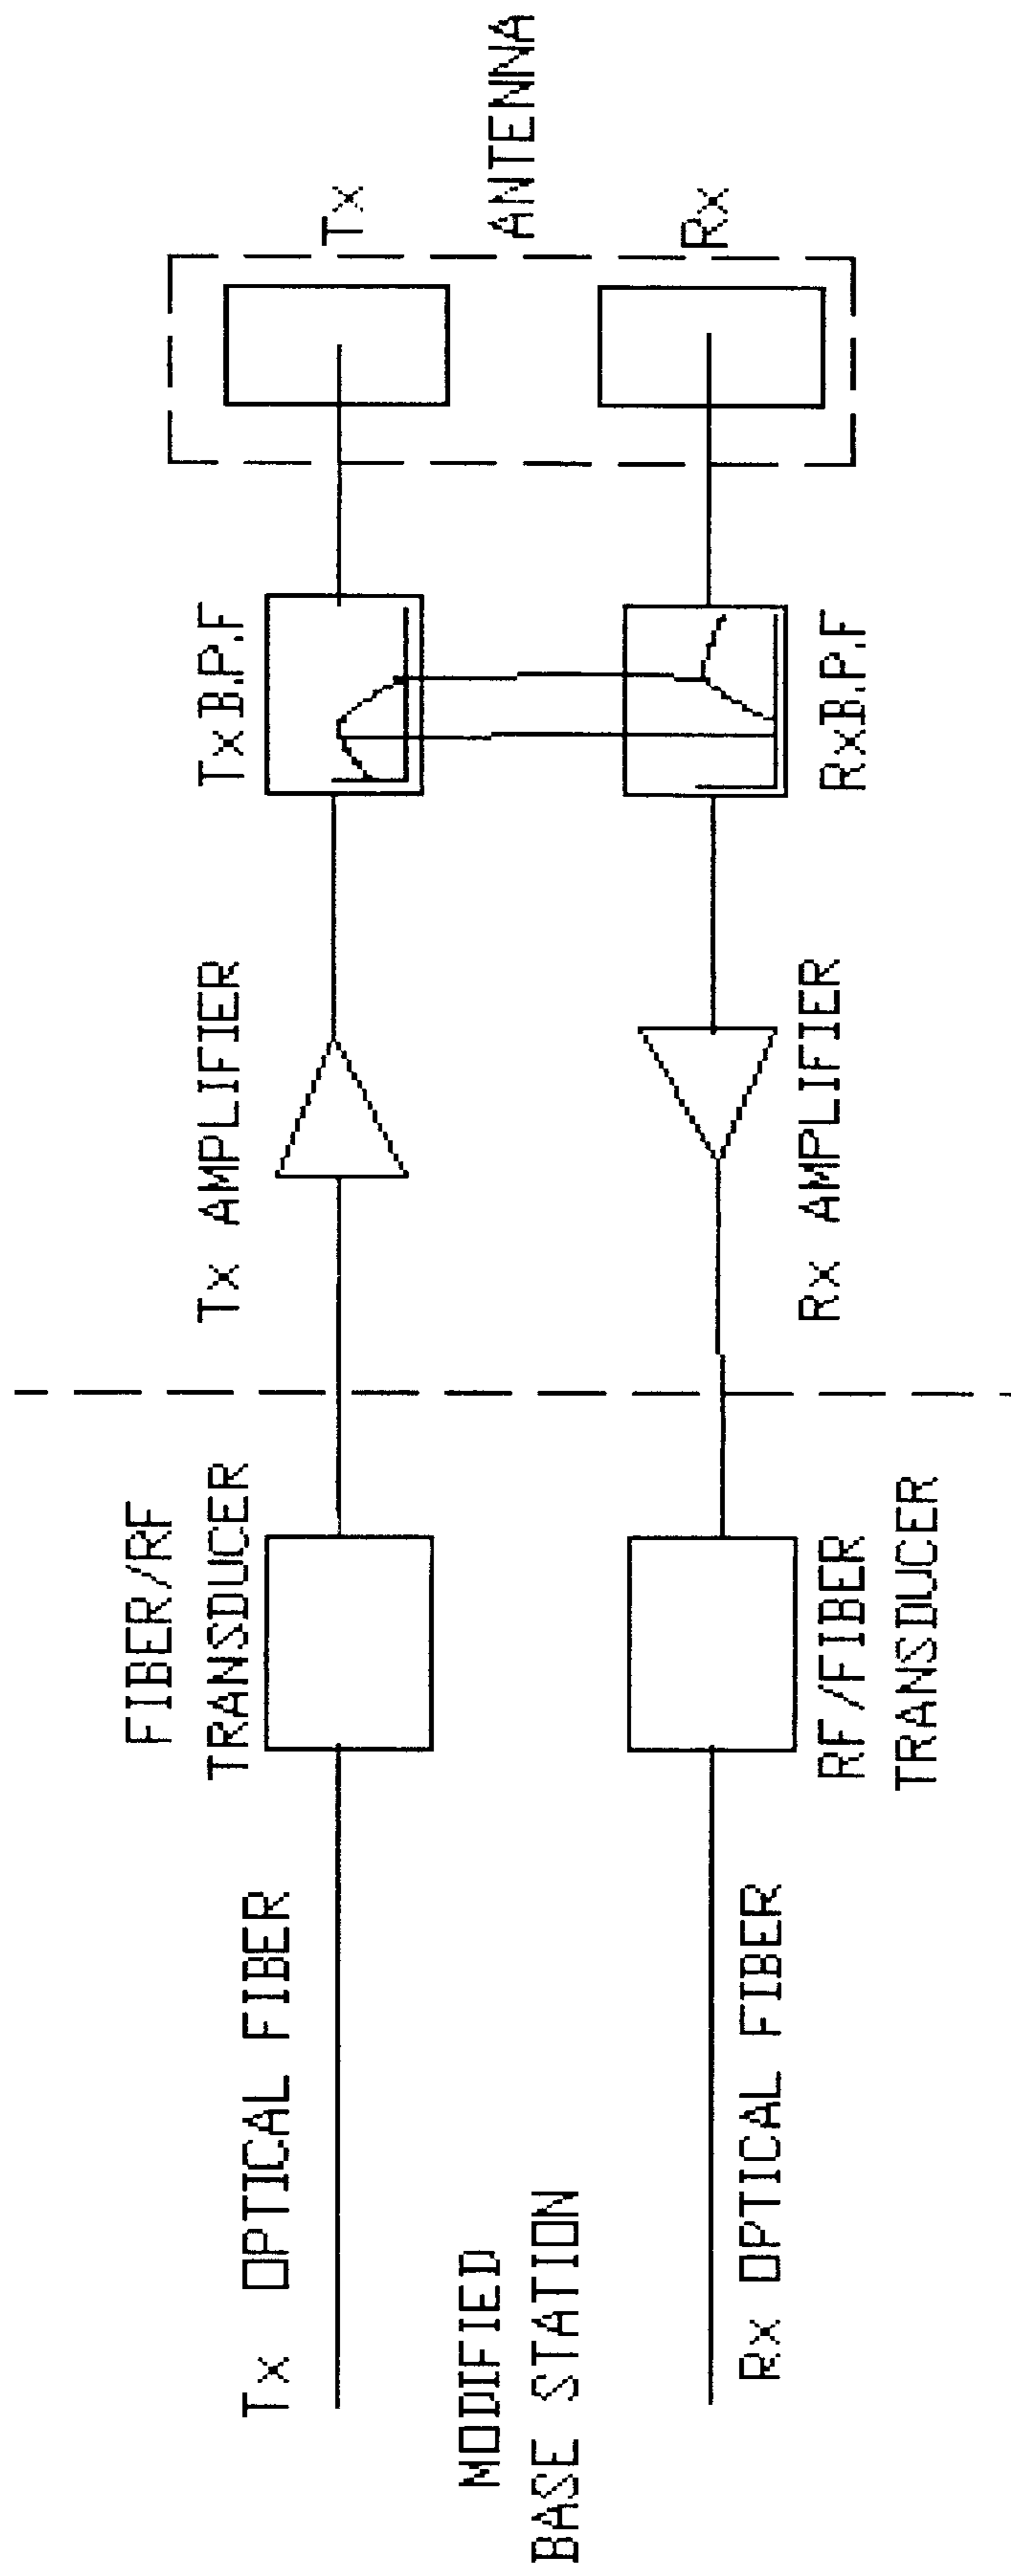 FIBER/RF
TRANSDUCER
Tx OPTICAL FIBER
Tx AMPLIFIER
TxB.P.F
Tx
ANTENNA
MODIFIED
BASE STATION
Rx
Rx OPTICAL FIBER
RF/FIBER
TRANSDUCER
Rx AMPLIFIER
RxB.P.F